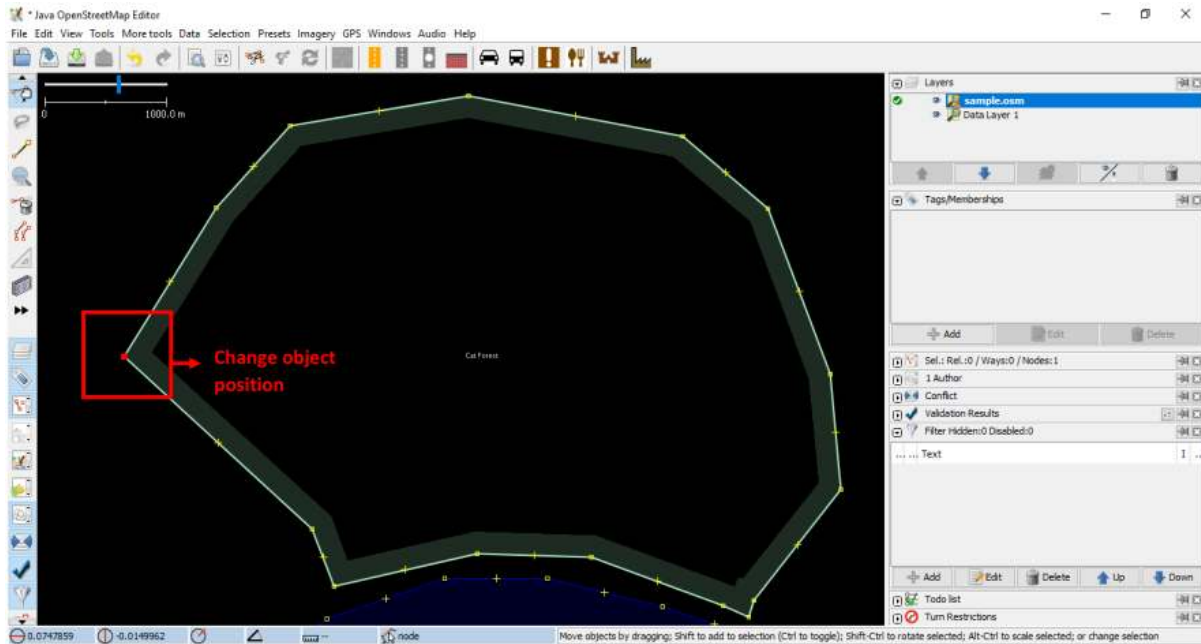 * Java OpenStreetMap Editor
File Edit View Tools More tools Data Selection Presets Imagery GPS Windows Audio Help
0
1000.0 m
Change object
position
Cat Forest
Layers
sample.osm
Data Layer 1
Tags/Memberships
Add Edit Delete
Sel.: Rel.:0 / Ways:0 / Nodes:1
1 Author
Conflict
Validation Results
Filter Hidden:0 Disabled:0
... ... Text I ..
Add Edit Delete Up Down
Todo list
Turn Restrictions
0.0747859 -0.0149962 -- node Move objects by dragging; Shift to add to selection (Ctrl to toggle); Shift-Ctrl to rotate selected; Alt-Ctrl to scale selected; or change selection